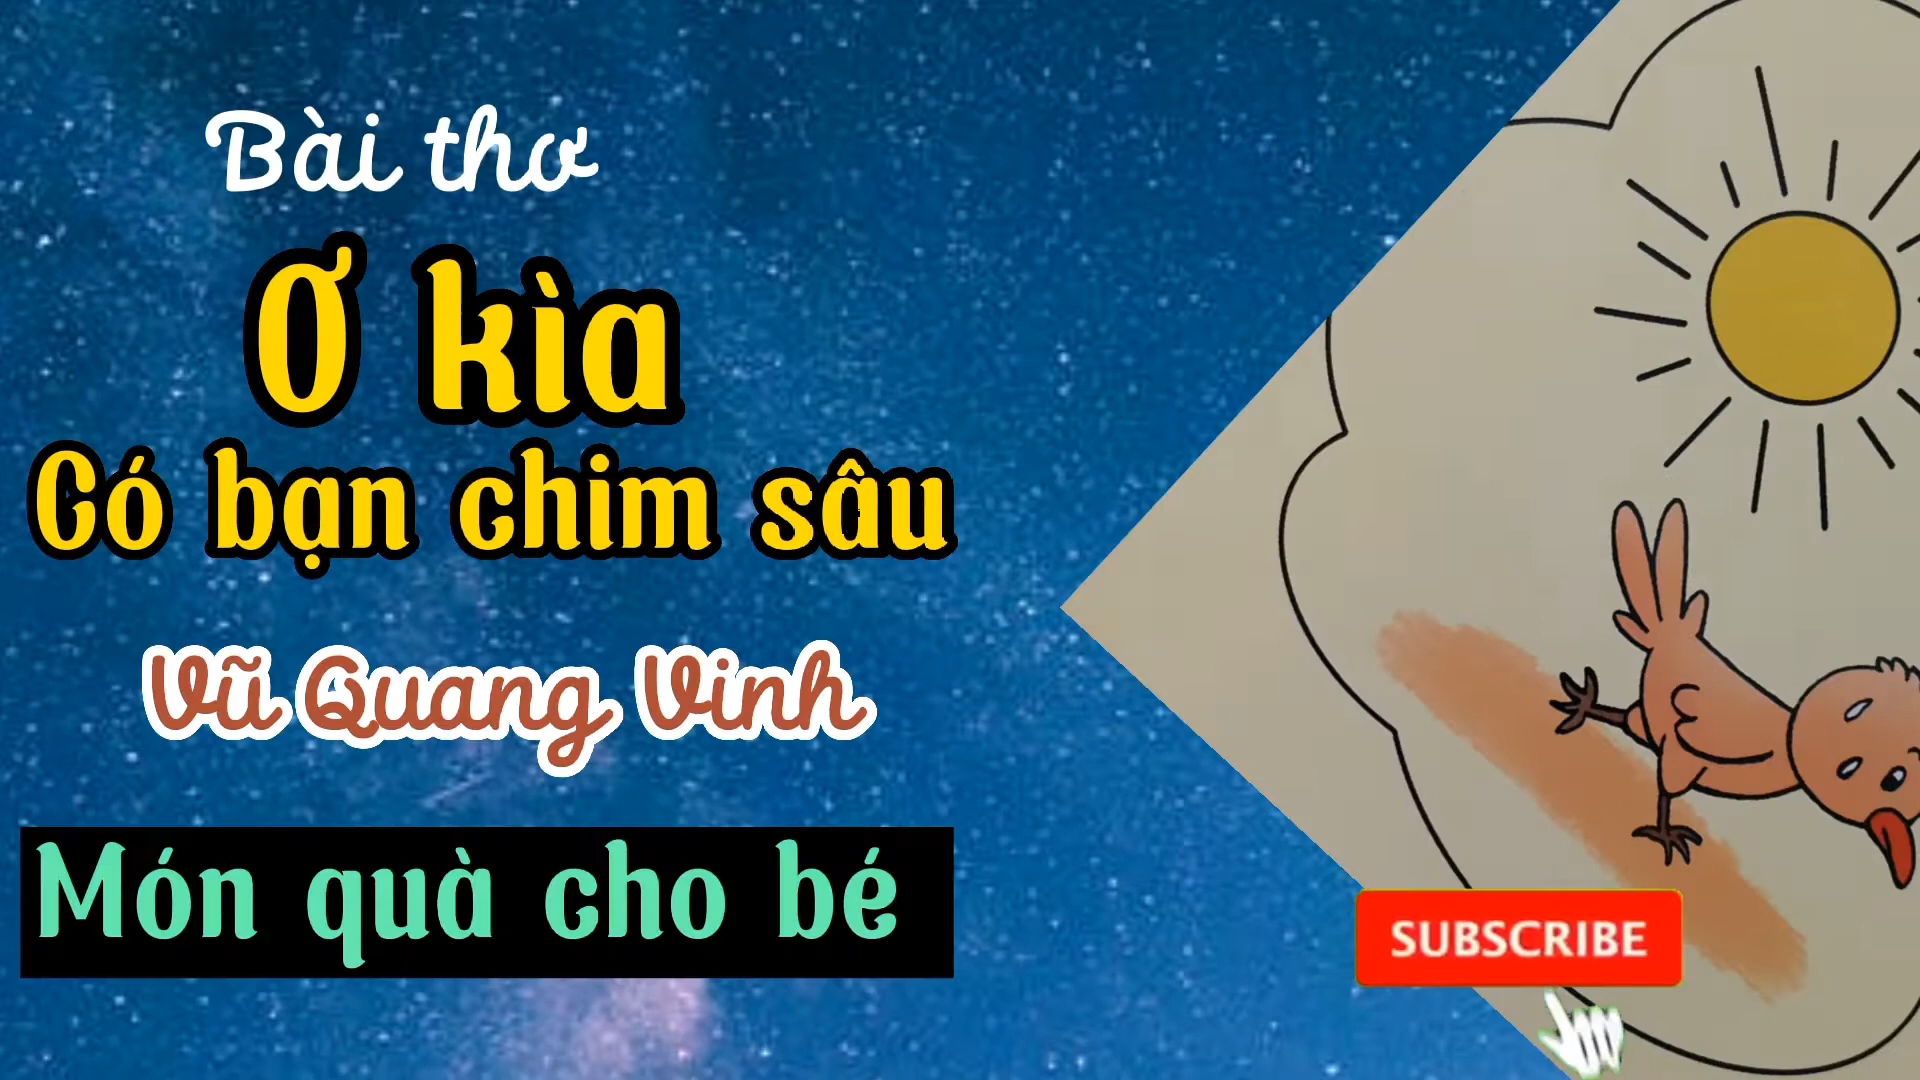 Bài thơ
Ơ kìa
Có bạn chim sâu
Vũ Quang Vinh
Món quà cho bé
SUBSCRIBE